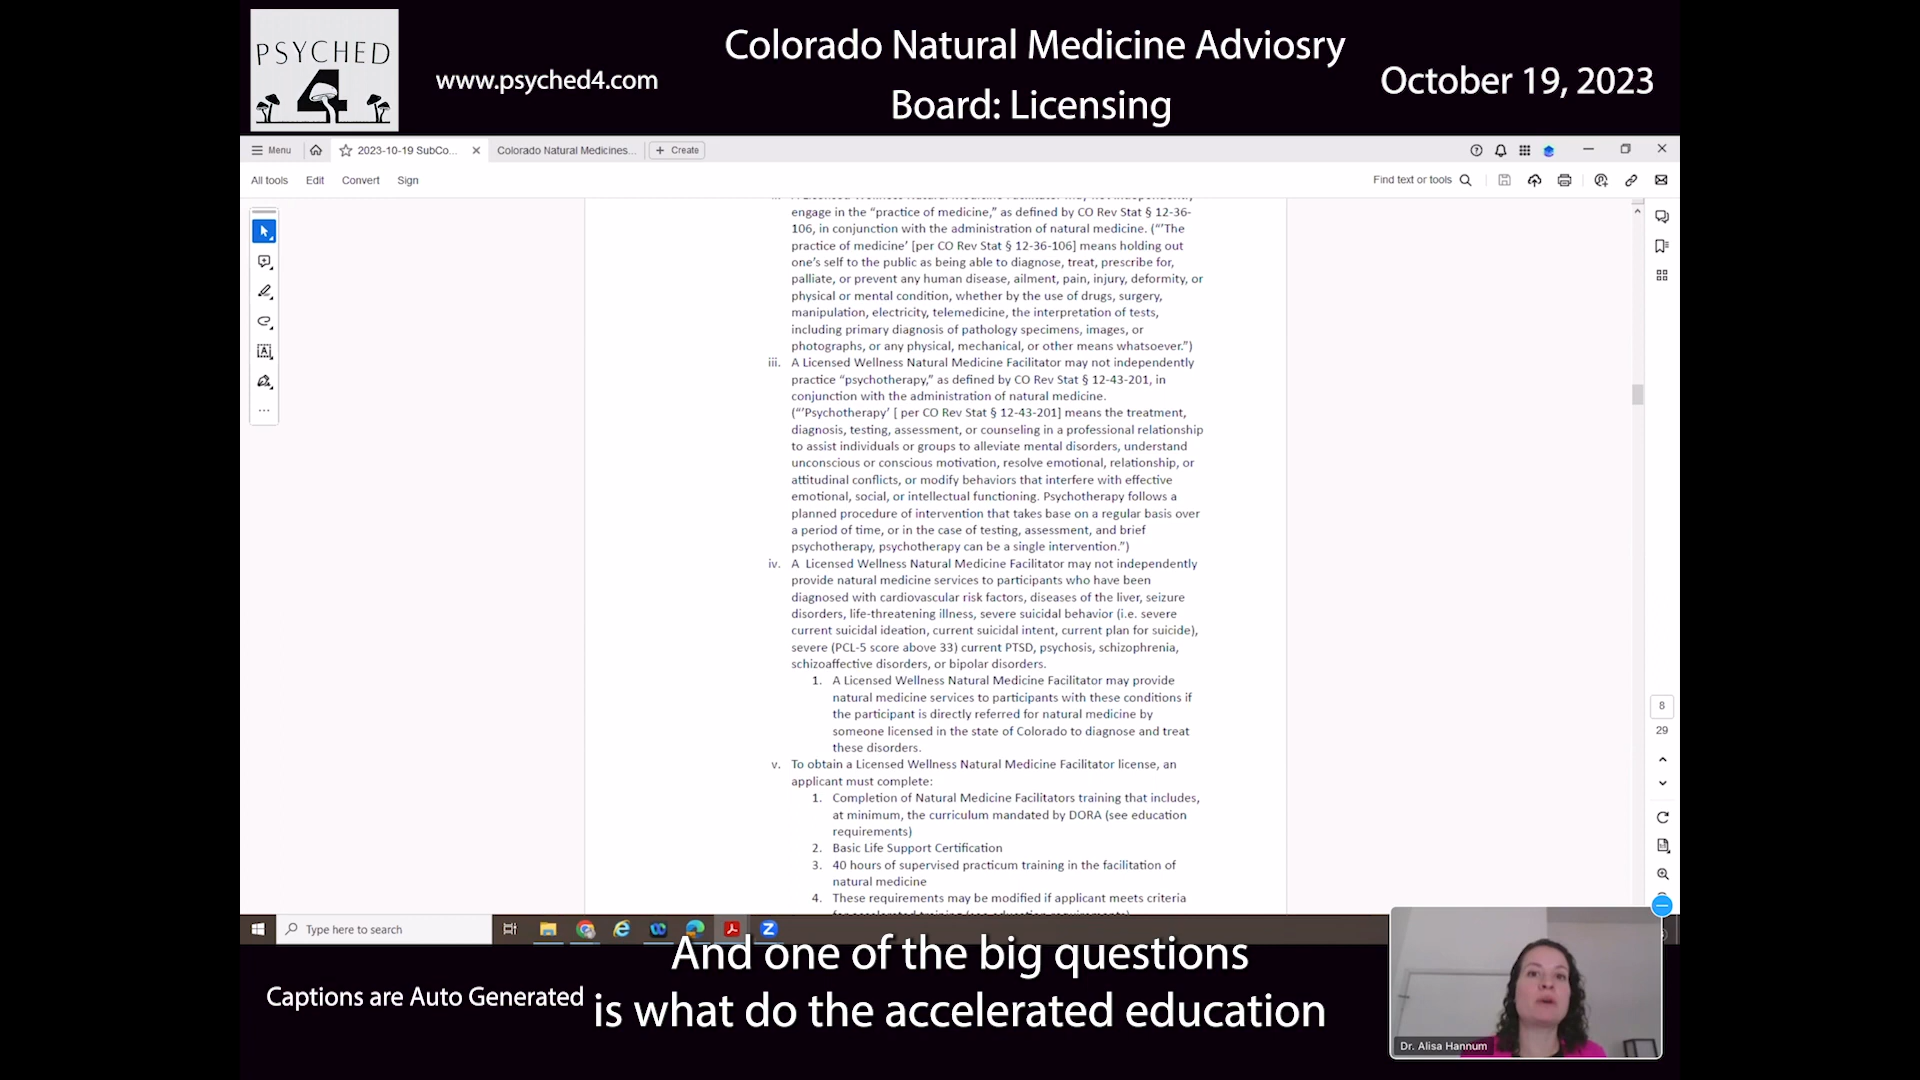 PSYCHED
4
www.psyched4.com
Colorado Natural Medicine Adviosry
Board: Licensing
October 19, 2023
Menu
2023-10-19 SubCo...
Colorado Natural Medicines...
Create
All tools
Edit
Convert
Sign
Find text or tools
engage in the “practice of medicine,” as defined by CO Rev Stat § 12-36-
106, in conjunction with the administration of natural medicine. (“‘The
practice of medicine’ [per CO Rev Stat § 12-36-106] means holding out
one’s self to the public as being able to diagnose, treat, prescribe for,
palliate, or prevent any human disease, ailment, pain, injury, deformity, or
physical or mental condition, whether by the use of drugs, surgery,
manipulation, electricity, telemedicine, the interpretation of tests,
including primary diagnosis of pathology specimens, images, or
photographs, or any physical, mechanical, or other means whatsoever.”)
iii. A Licensed Wellness Natural Medicine Facilitator may not independently
practice “psychotherapy,” as defined by CO Rev Stat § 12-43-201, in
conjunction with the administration of natural medicine.
(“‘Psychotherapy’ [ per CO Rev Stat § 12-43-201] means the treatment,
diagnosis, testing, assessment, or counseling in a professional relationship
to assist individuals or groups to alleviate mental disorders, understand
unconscious or conscious motivation, resolve emotional, relationship, or
attitudinal conflicts, or modify behaviors that interfere with effective
emotional, social, or intellectual functioning. Psychotherapy follows a
planned procedure of intervention that takes base on a regular basis over
a period of time, or in the case of testing, assessment, and brief
psychotherapy, psychotherapy can be a single intervention.”)
iv. A Licensed Wellness Natural Medicine Facilitator may not independently
provide natural medicine services to participants who have been
diagnosed with cardiovascular risk factors, diseases of the liver, seizure
disorders, life-threatening illness, severe suicidal behavior (i.e. severe
current suicidal ideation, current suicidal intent, current plan for suicide),
severe (PCL-5 score above 33) current PTSD, psychosis, schizophrenia,
schizoaffective disorders, or bipolar disorders.
1. A Licensed Wellness Natural Medicine Facilitator may provide
natural medicine services to participants with these conditions if
the participant is directly referred for natural medicine by
someone licensed in the state of Colorado to diagnose and treat
these disorders.
v. To obtain a Licensed Wellness Natural Medicine Facilitator license, an
applicant must complete:
1. Completion of Natural Medicine Facilitators training that includes,
at minimum, the curriculum mandated by DORA (see education
requirements)
2. Basic Life Support Certification
3. 40 hours of supervised practicum training in the facilitation of
natural medicine
4. These requirements may be modified if applicant meets criteria
8
29
Type here to search
And one of the big questions
is what do the accelerated education
Captions are Auto Generated
Dr. Alisa Hannum